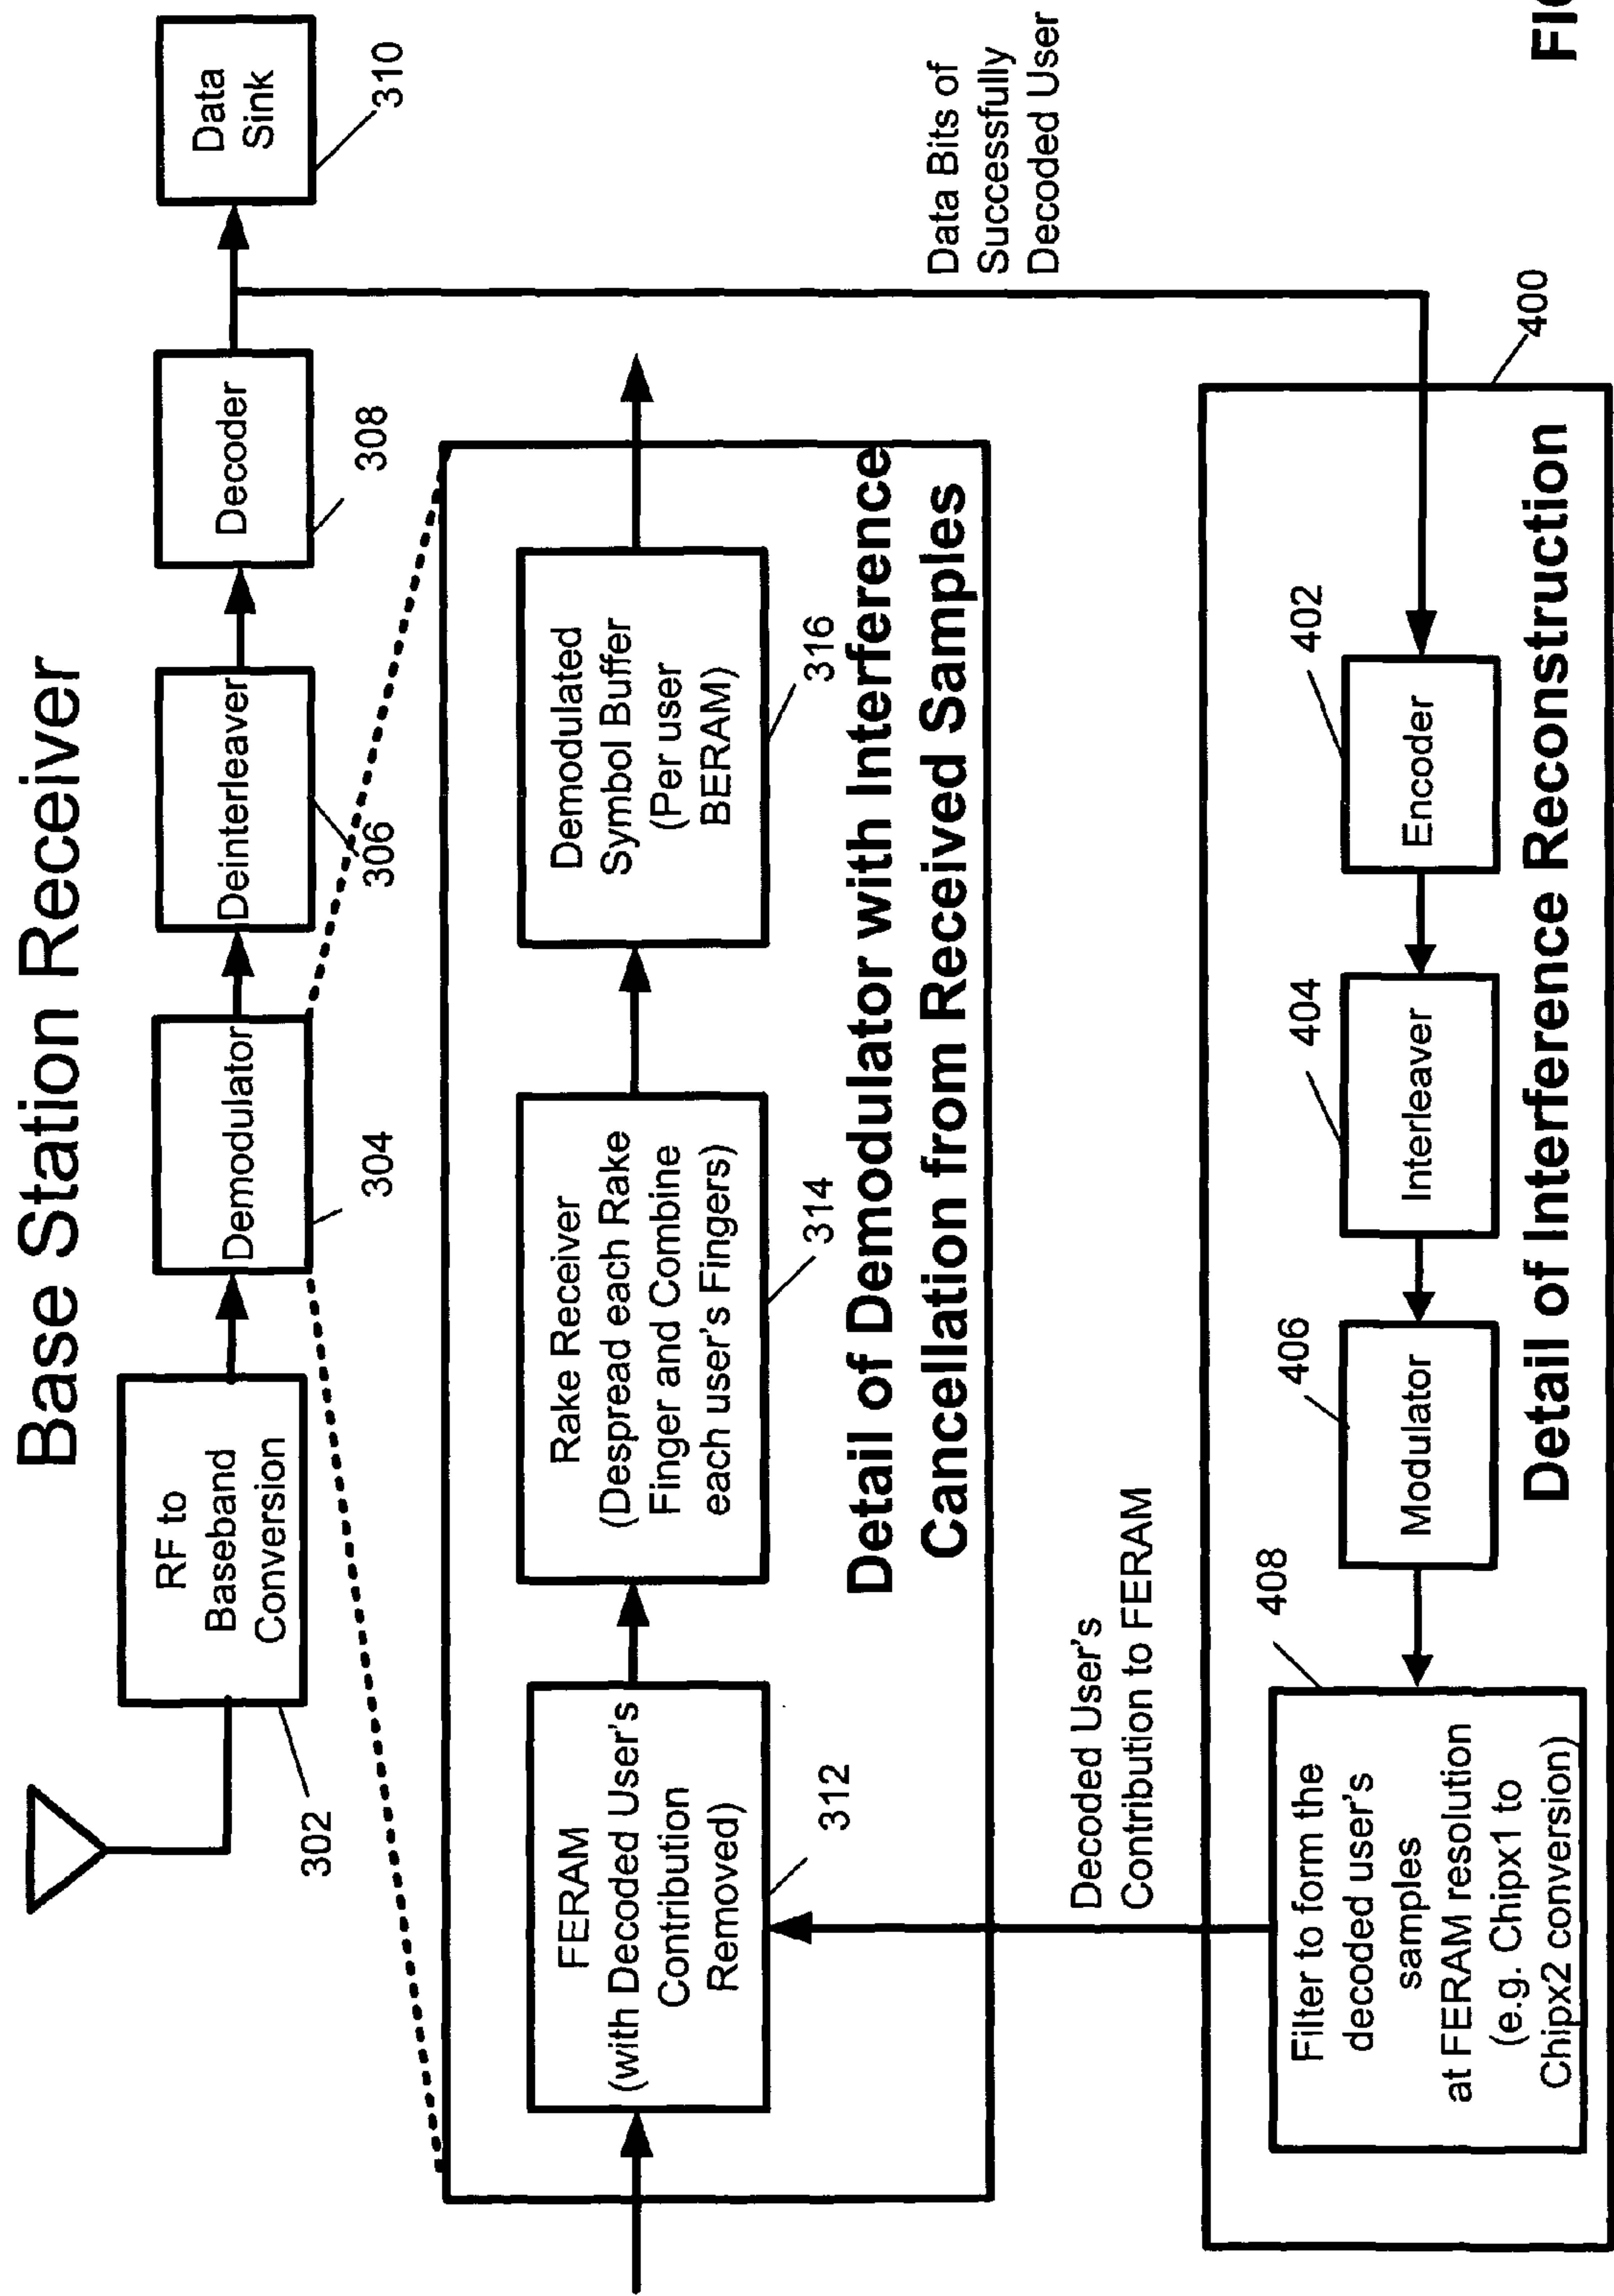 Base Station Receiver
RF to
Baseband
Conversion
302
Demodulator
304
Deinterleaver
306
Decoder
308
Data
Sink
310
FERAM
(with Decoded User's
Contribution
Removed)
312
Rake Receiver
(Despread each Rake
Finger and Combine
each user's Fingers)
314
Demodulated
Symbol Buffer
(Per user
BERAM)
316
Detail of Demodulator with Interference
Cancellation from Received Samples
Data Bits of
Successfully
Decoded User
Decoded User's
Contribution to FERAM
400
Filter to form the
decoded user's
samples
at FERAM resolution
(e.g. Chipx1 to
Chipx2 conversion)
408
Modulator
406
Interleaver
404
Encoder
402
Detail of Interference Reconstruction